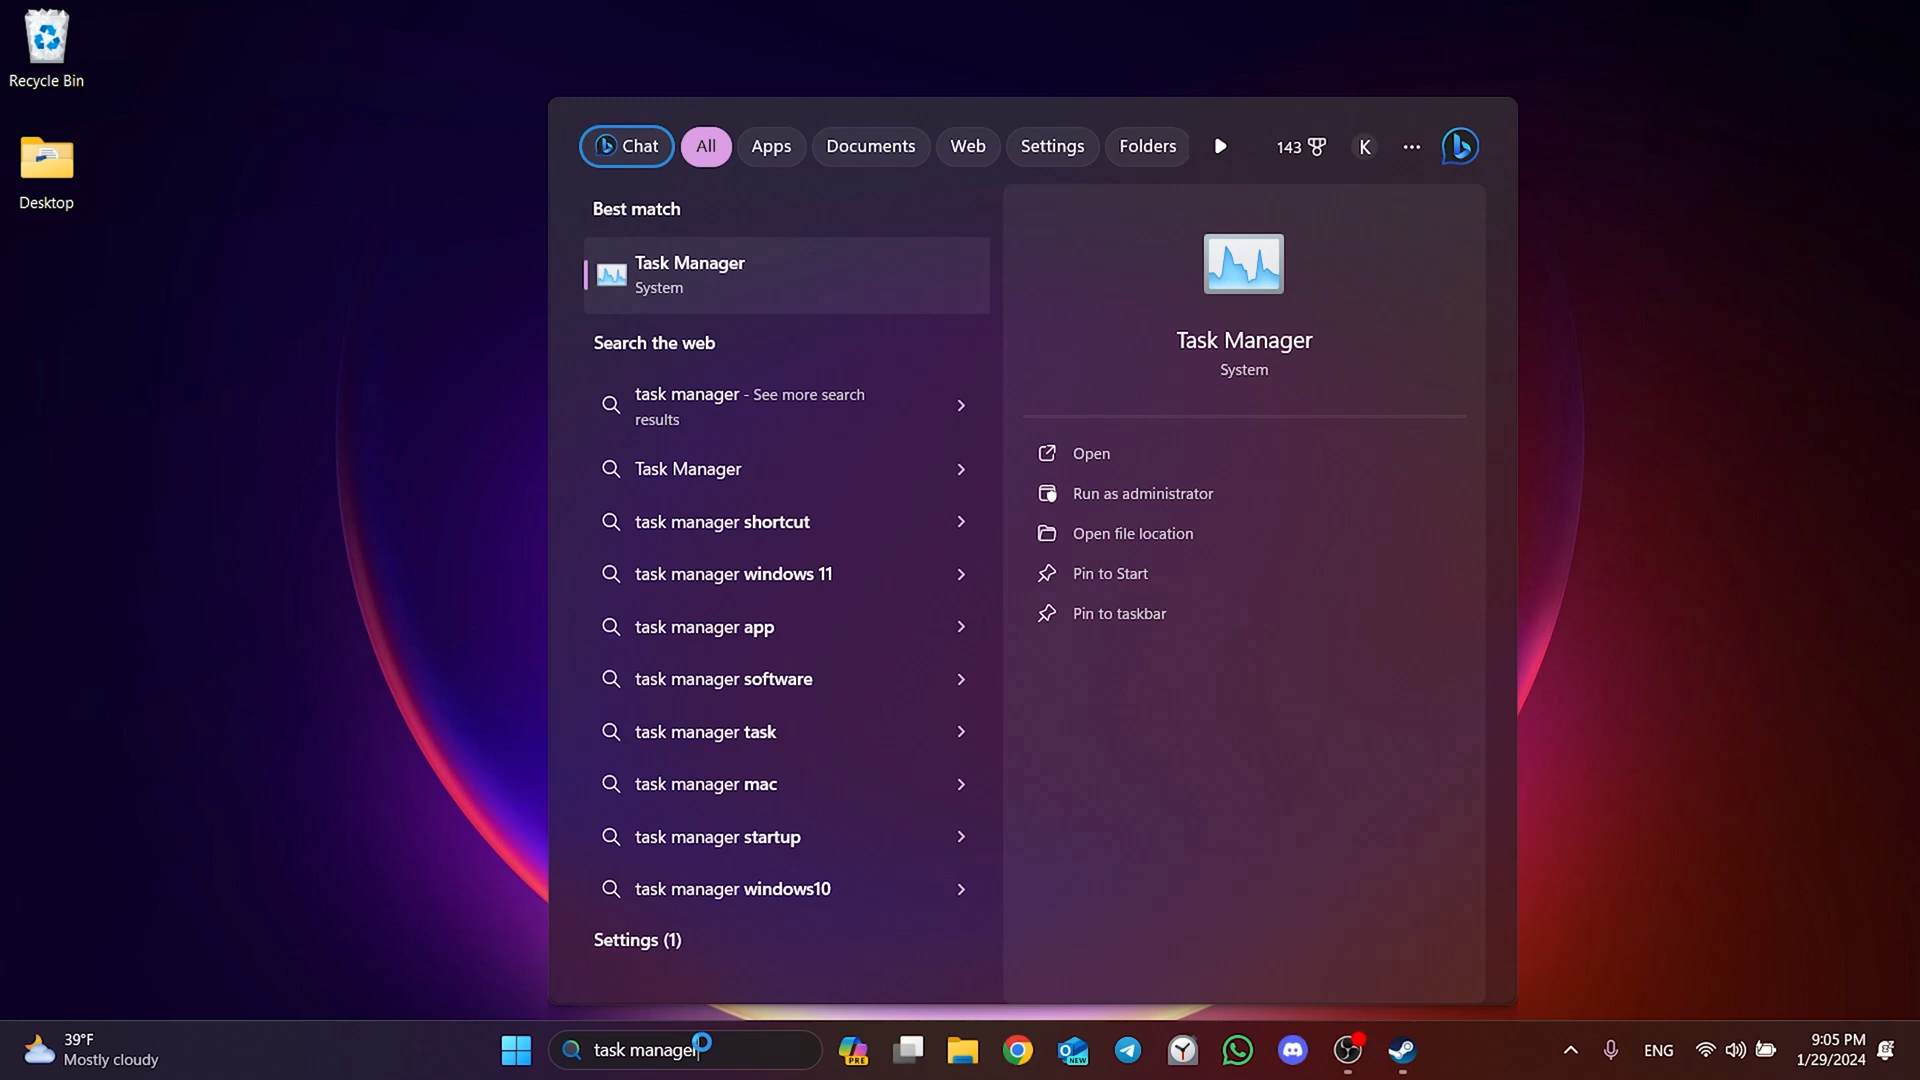 Recycle Bin
Desktop
Chat
All
Apps
Documents
Web
Settings
Folders
143
K
Best match
Task Manager
System
Search the web
task manager - See more search
results
Task Manager
task manager shortcut
task manager windows 11
task manager app
task manager software
task manager task
task manager mac
task manager startup
task manager windows10
Settings (1)
Task Manager
System
Open
Run as administrator
Open file location
Pin to Start
Pin to taskbar
39°F
Mostly cloudy
task manager
PRE
NEW
ENG
9:05 PM
1/29/2024